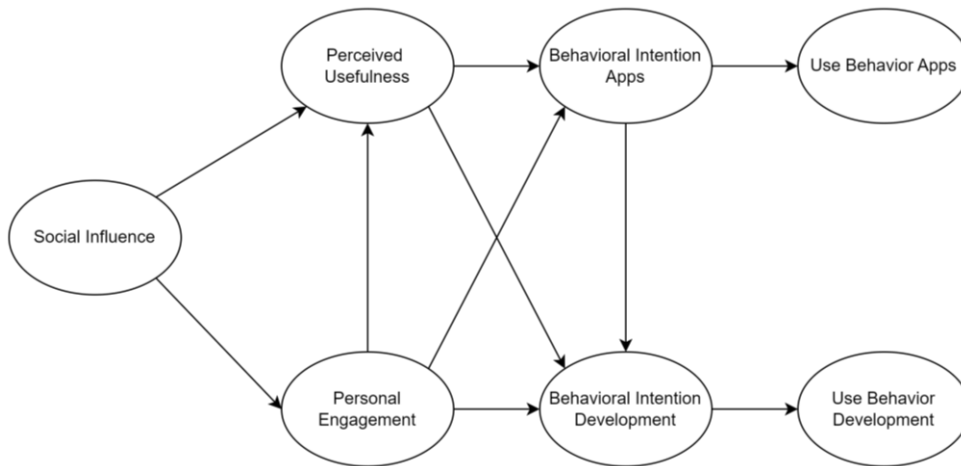 Perceived
Usefulness
Behavioral Intention
Apps
Use Behavior Apps
Social Influence
Personal
Engagement
Behavioral Intention
Development
Use Behavior
Development